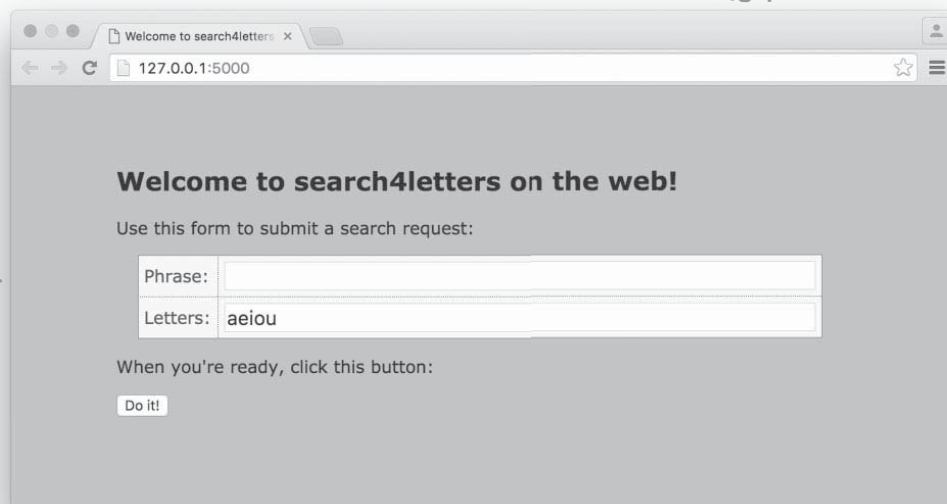 Welcome to search4letters
127.0.0.1:5000
Welcome to search4letters on the web!
Use this form to submit a search request:
Phrase:
Letters: aeiou
When you're ready, click this button:
Do it!